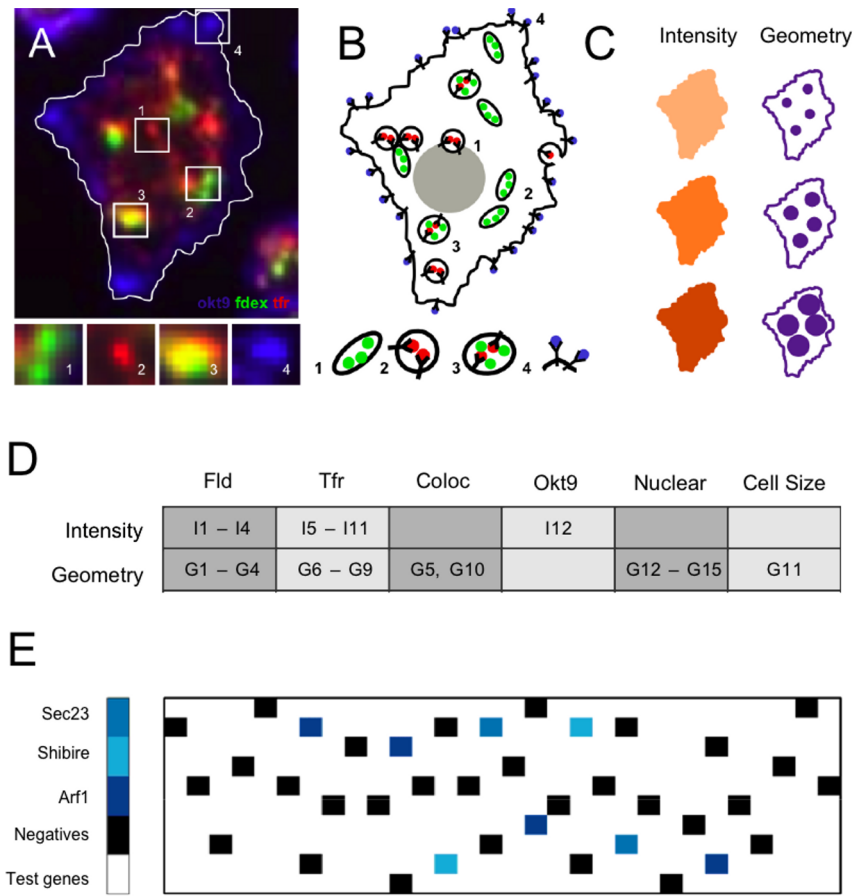 A
4
1
2
3
okt9 fdex tfr
1
2
3
4
B
4
1
2
3
1
2
3
4
C
Intensity
Geometry
D
Fld
Tfr
Coloc
Okt9
Nuclear
Cell Size
Intensity
I1 – I4
I5 – I11
I12
Geometry
G1 – G4
G6 – G9
G5, G10
G12 – G15
G11
E
Sec23
Shibire
Arf1
Negatives
Test genes